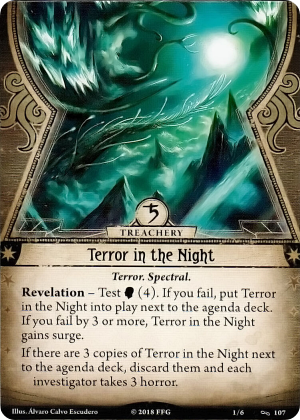 TREACHERY
Terror in the Night
Terror. Spectral.
Revelation – Test (4). If you fail, put Terror
in the Night into play next to the agenda deck.
If you fail by 3 or more, Terror in the Night
gains surge.
If there are 3 copies of Terror in the Night next
to the agenda deck, discard them and each
investigator takes 3 horror.
Illus. Álvaro Calvo Escudero
© 2018 FFG
1/6
107